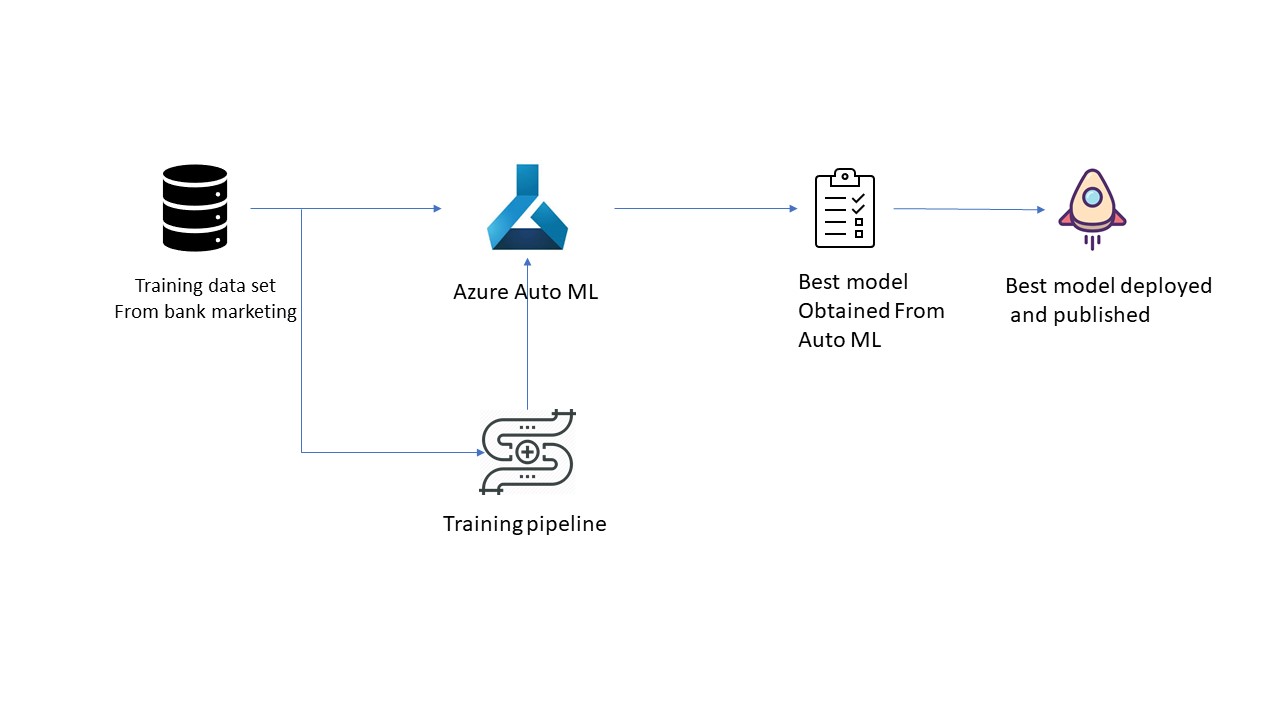 Training data set
From bank marketing
Azure Auto ML
Best model
Obtained From
Auto ML
Best model deployed
and published
Training pipeline